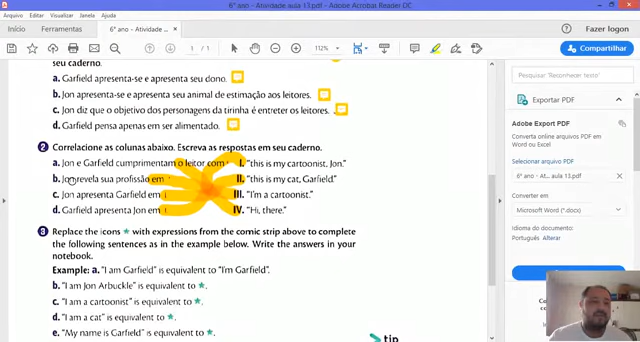 6º ano - Atividade aula 13.pdf - Adobe Acrobat Reader DC
Arquivo Editar Visualizar Janela Ajuda
Início Ferramentas 6º ano - Atividade ... × Fazer logon
1 / 1 112% Compartilhar
seu caderno.
a. Garfield apresenta-se e apresenta seu dono.
b. Jon apresenta-se e apresenta seu animal de estimação aos leitores.
c. Jon diz que o objetivo dos personagens da tirinha é entreter os leitores.
d. Garfield pensa apenas em ser alimentado.
2 Correlacione as colunas abaixo. Escreva as respostas em seu caderno.
a. Jon e Garfield cumprimentam o leitor com I. "this is my cartoonist, Jon."
b. Jon revela sua profissão em II. "this is my cat, Garfield."
c. Jon apresenta Garfield em III. "I'm a cartoonist."
d. Garfield apresenta Jon em IV. "Hi, there."
3 Replace the icons ★ with expressions from the comic strip above to complete
the following sentences as in the example below. Write the answers in your
notebook.
Example: a. "I am Garfield" is equivalent to "I'm Garfield".
b. "I am Jon Arbuckle" is equivalent to ★.
c. "I am a cartoonist" is equivalent to ★.
d. "I am a cat" is equivalent to ★.
e. "My name is Garfield" is equivalent to ★.
tip
Pesquisar 'Reconhecer texto'
Exportar PDF
Adobe Export PDF
Converta online arquivos PDF em
Word ou Excel
Selecionar arquivo PDF
6º ano - At... aula 13.pdf ×
Converter em
Microsoft Word (*.docx)
Idioma do documento:
Português Alterar